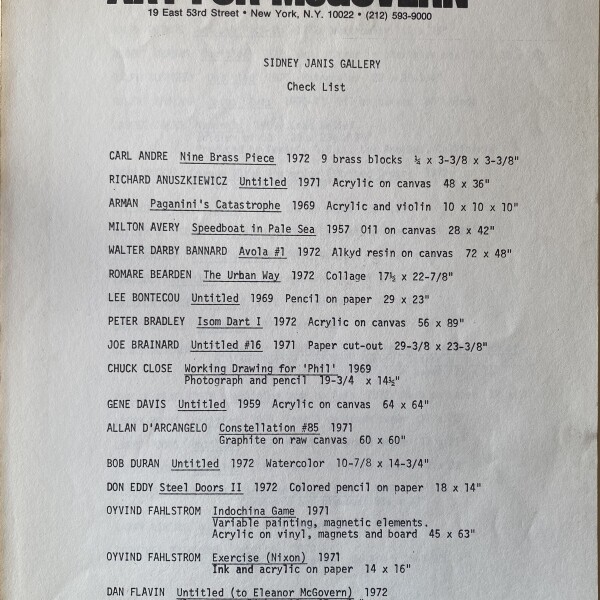 ART FOR McGOVERN
19 East 53rd Street • New York, N.Y. 10022 • (212) 593-9000
SIDNEY JANIS GALLERY
Check List
CARL ANDRE Nine Brass Piece 1972 9 brass blocks ¼ x 3-3/8 x 3-3/8"
RICHARD ANUSZKIEWICZ Untitled 1971 Acrylic on canvas 48 x 36"
ARMAN Paganini's Catastrophe 1969 Acrylic and violin 10 x 10 x 10"
MILTON AVERY Speedboat in Pale Sea 1957 Oil on canvas 28 x 42"
WALTER DARBY BANNARD Avola #1 1972 Alkyd resin on canvas 72 x 48"
ROMARE BEARDEN The Urban Way 1972 Collage 17½ x 22-7/8"
LEE BONTECOU Untitled 1969 Pencil on paper 29 x 23"
PETER BRADLEY Isom Dart I 1972 Acrylic on canvas 56 x 89"
JOE BRAINARD Untitled #16 1971 Paper cut-out 29-3/8 x 23-3/8"
CHUCK CLOSE Working Drawing for 'Phil' 1969
Photograph and pencil 19-3/4 x 14½"
GENE DAVIS Untitled 1959 Acrylic on canvas 64 x 64"
ALLAN D'ARCANGELO Constellation #85 1971
Graphite on raw canvas 60 x 60"
BOB DURAN Untitled 1972 Watercolor 10-7/8 x 14-3/4"
DON EDDY Steel Doors II 1972 Colored pencil on paper 18 x 14"
OYVIND FAHLSTROM Indochina Game 1971
Variable painting, magnetic elements.
Acrylic on vinyl, magnets and board 45 x 63"
OYVIND FAHLSTROM Exercise (Nixon) 1971
Ink and acrylic on paper 14 x 16"
DAN FLAVIN Untitled (to Eleanor McGovern) 1972